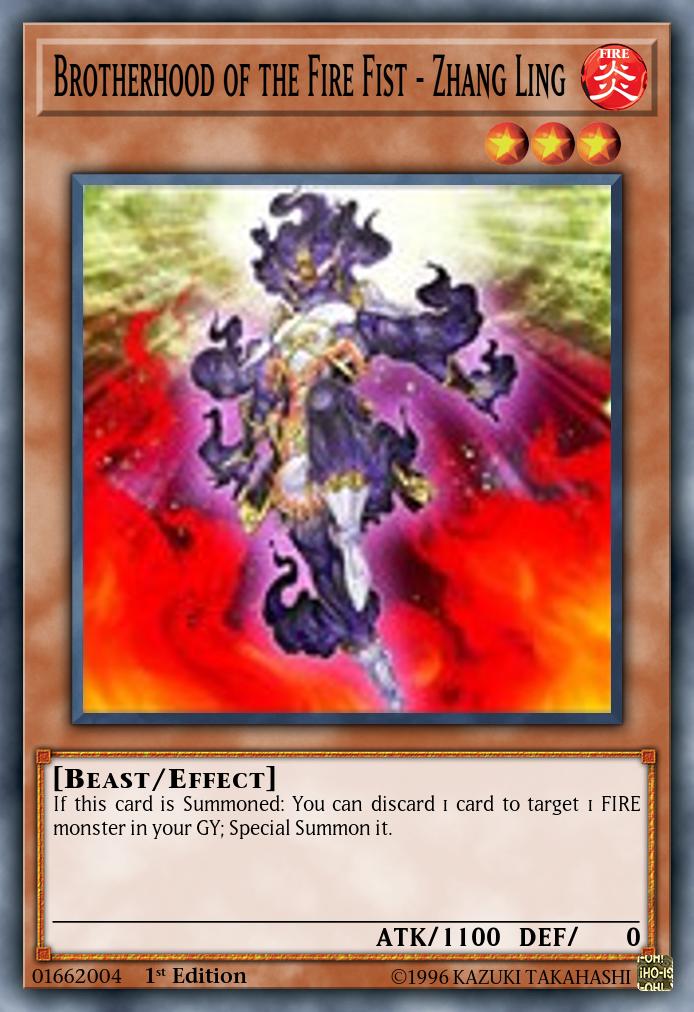 BROTHERHOOD OF THE FIRE FIST - ZHANG LING
FIRE
炎
[BEAST/EFFECT]
If this card is Summoned: You can discard 1 card to target 1 FIRE
monster in your GY; Special Summon it.
ATK/1100 DEF/ 0
01662004 1st Edition ©1996 KAZUKI TAKAHASHI